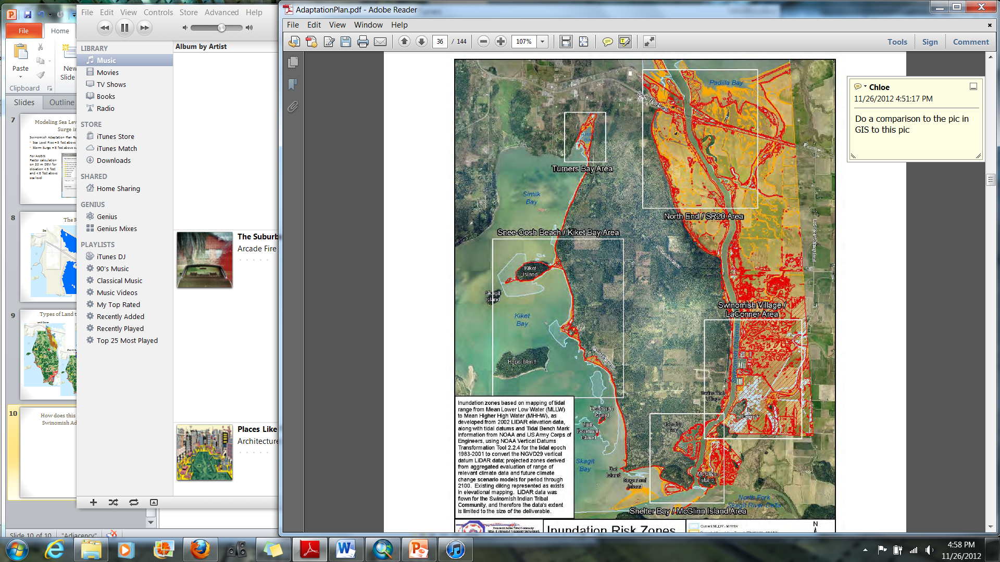 File Home
Paste
New
Slide
Clipboard
Slides Outline
7
Modeling Sea Lev
Surge in
Swinomish Adaptation Plan Re
Sea Level Rise = 5 feet above
Storm Surge = 8 feet above c
For ArcGIS:
Raster calculation
on 30 m DEM for
elevation < 5 feet
and < 8 feet above
sea level
8
The R
9
Types of Land t
Land Cover
10
How does this
Swinomish Ad
Slide 10 of 10 "Adjacency"
File Edit View Controls Store Advanced Help
LIBRARY
Music
Movies
TV Shows
Books
Radio
STORE
iTunes Store
iTunes Match
Downloads
SHARED
Home Sharing
GENIUS
Genius
Genius Mixes
PLAYLISTS
iTunes DJ
90's Music
Classical Music
Music Videos
My Top Rated
Recently Added
Recently Played
Top 25 Most Played
Album by Artist
The Suburb
Arcade Fire
Places Like
Architecture
AdaptationPlan.pdf - Adobe Reader
File Edit View Window Help
36 / 144 107% Tools Sign Comment
Padilla Bay
State Route 20
Turners Bay Area
Similk
Bay
North End / SR20 Area
Snee-Oosh Beach / Kiket Bay Area
Kiket
Island
Skagit
Island
Kiket
Bay
Hope Island
Swinomish Village /
LaConner Area
Swinomish Channel
Swinomish
Village
La
Conner
Deadman
Island
Little
Deadman
Island
Shelter
Bay
Skagit
Bay
Dot
Island
Sugarloaf
Island
McGlinn
Island
North Fork
Skagit River Delta
Shelter Bay / McGlinn Island Area
Inundation zones based on mapping of tidal
range from Mean Lower Low Water (MLLW)
to Mean Higher High Water (MHHW), as
developed from 2002 LIDAR elevation data,
along with tidal datums and Tidal Bench Mark
information from NOAA and US Army Corps of
Engineers, using NOAA Vertical Datums
Transformation Tool 2.2.4 for the tidal epoch
1983-2001 to convert the NGVD29 vertical
datum LiDAR data; projected zones derived
from aggregated evaluation of range of
relevant climate data and future climate
change scenario models for period through
2100. Existing diking represented as exists
in elevational mapping. LiDAR data was
flown for the Swinomish Indian Tribal
Community, and therefore the data's extent
is limited to the size of the deliverable.
Swinomish Indian Tribal Community
Inundation Risk Zones
Current MLLW - MHHW
N
Chloe
11/26/2012 4:51:17 PM
Do a comparison to the pic in
GIS to this pic
4:58 PM
11/26/2012